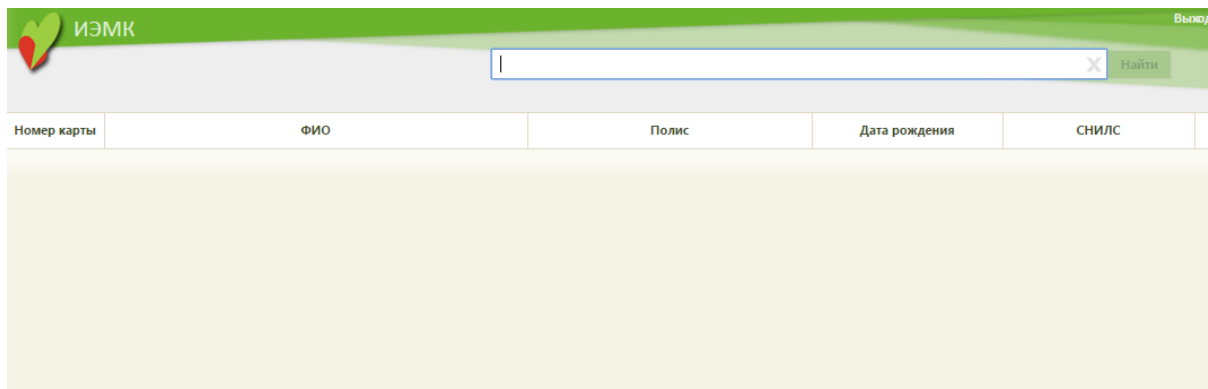 ИЭМК
Выход
X Найти
Номер карты ФИО Полис Дата рождения СНИЛС